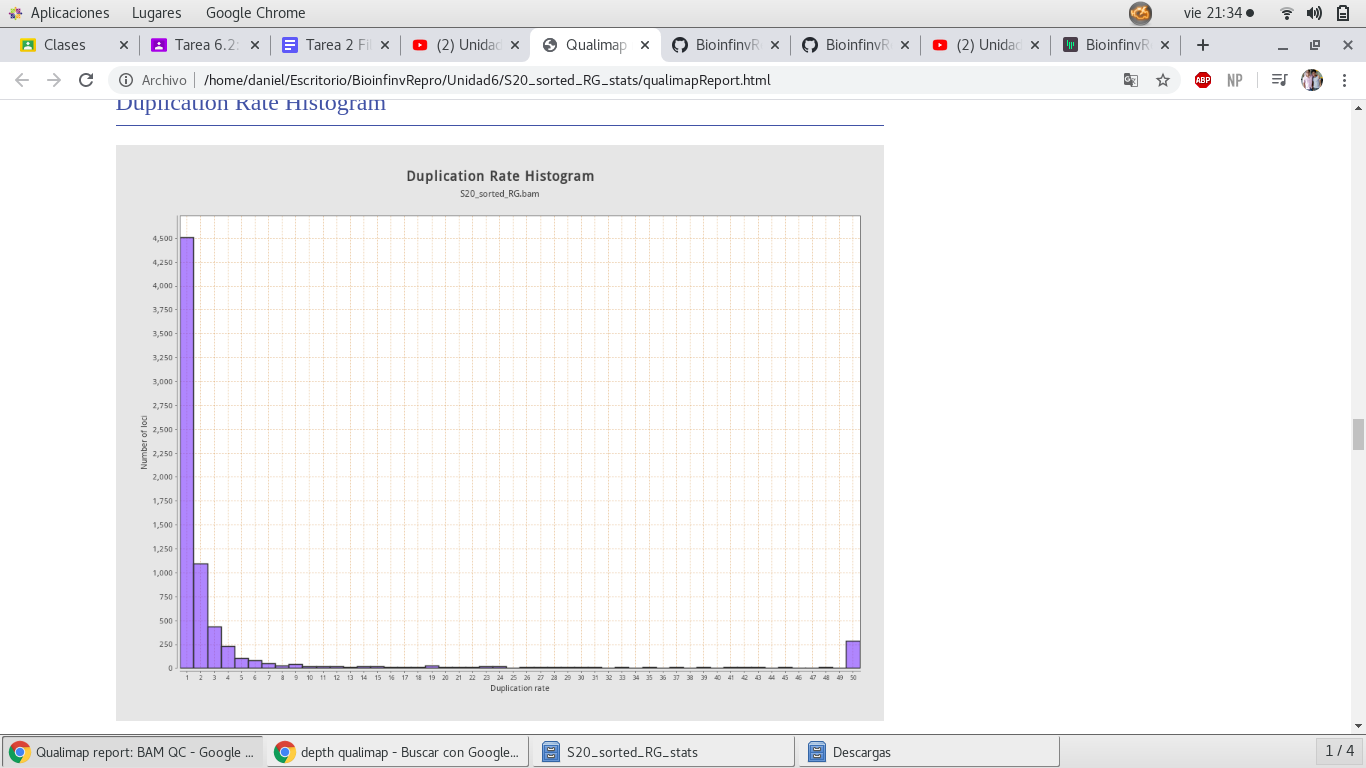 Aplicaciones Lugares Google Chrome vie 21:34
Clases Tarea 6.2: Tarea 2 Fil (2) Unidad Qualimap BioinfinvR BioinfinvR (2) Unidad BioinfinvR
Archivo /home/daniel/Escritorio/BioinfinvRepro/Unidad6/S20_sorted_RG_stats/qualimapReport.html ABP NP
Duplication Rate Histogram
Duplication Rate Histogram
S20_sorted_RG.bam
4,500
4,250
4,000
3,750
3,500
3,250
3,000
2,750
2,500
2,250
2,000
1,750
1,500
1,250
1,000
750
500
250
0
Number of loci
1 2 3 4 5 6 7 8 9 10 11 12 13 14 15 16 17 18 19 20 21 22 23 24 25 26 27 28 29 30 31 32 33 34 35 36 37 38 39 40 41 42 43 44 45 46 47 48 49 50
Duplication rate
Qualimap report: BAM QC - Google ... depth qualimap - Buscar con Google... S20_sorted_RG_stats Descargas 1 / 4